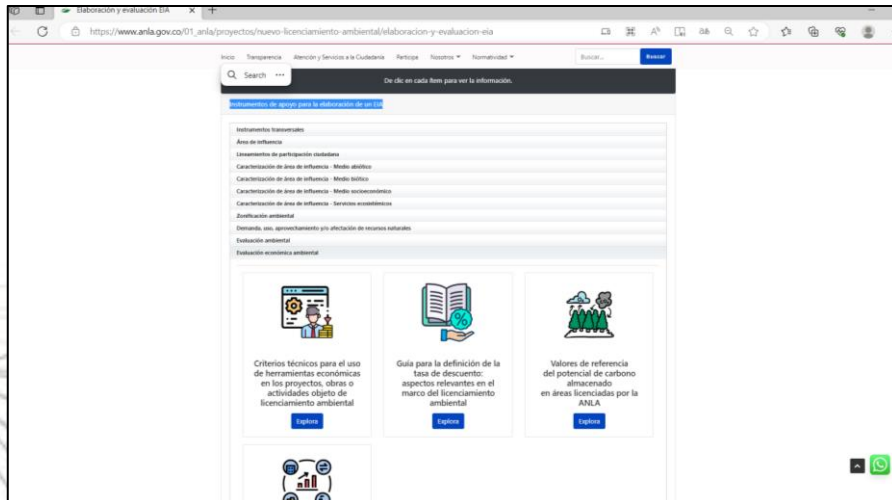 Elaboración y evaluación EIA
https://www.anla.gov.co/01_anla/proyectos/nuevo-licenciamiento-ambiental/elaboracion-y-evaluacion-eia
Inicio Transparencia Atención y Servicios a la Ciudadanía Participa Nosotros Normatividad Buscar... Buscar
Search
De clic en cada ítem para ver la información.
Instrumentos de apoyo para la elaboración de un EIA
Instrumentos transversales
Área de influencia
Lineamientos de participación ciudadana
Caracterización de área de influencia - Medio abiótico
Caracterización de área de influencia - Medio biótico
Caracterización de área de influencia - Medio socioeconómico
Caracterización de área de influencia - Servicios ecosistémicos
Zonificación ambiental
Demanda, uso, aprovechamiento y/o afectación de recursos naturales
Evaluación ambiental
Evaluación económica ambiental
Criterios técnicos para el uso
de herramientas económicas
en los proyectos, obras o
actividades objeto de
licenciamiento ambiental
Explora
Guía para la definición de la
tasa de descuento:
aspectos relevantes en el
marco del licenciamiento
ambiental
Explora
Valores de referencia
del potencial de carbono
almacenado
en áreas licenciadas por la
ANLA
Explora